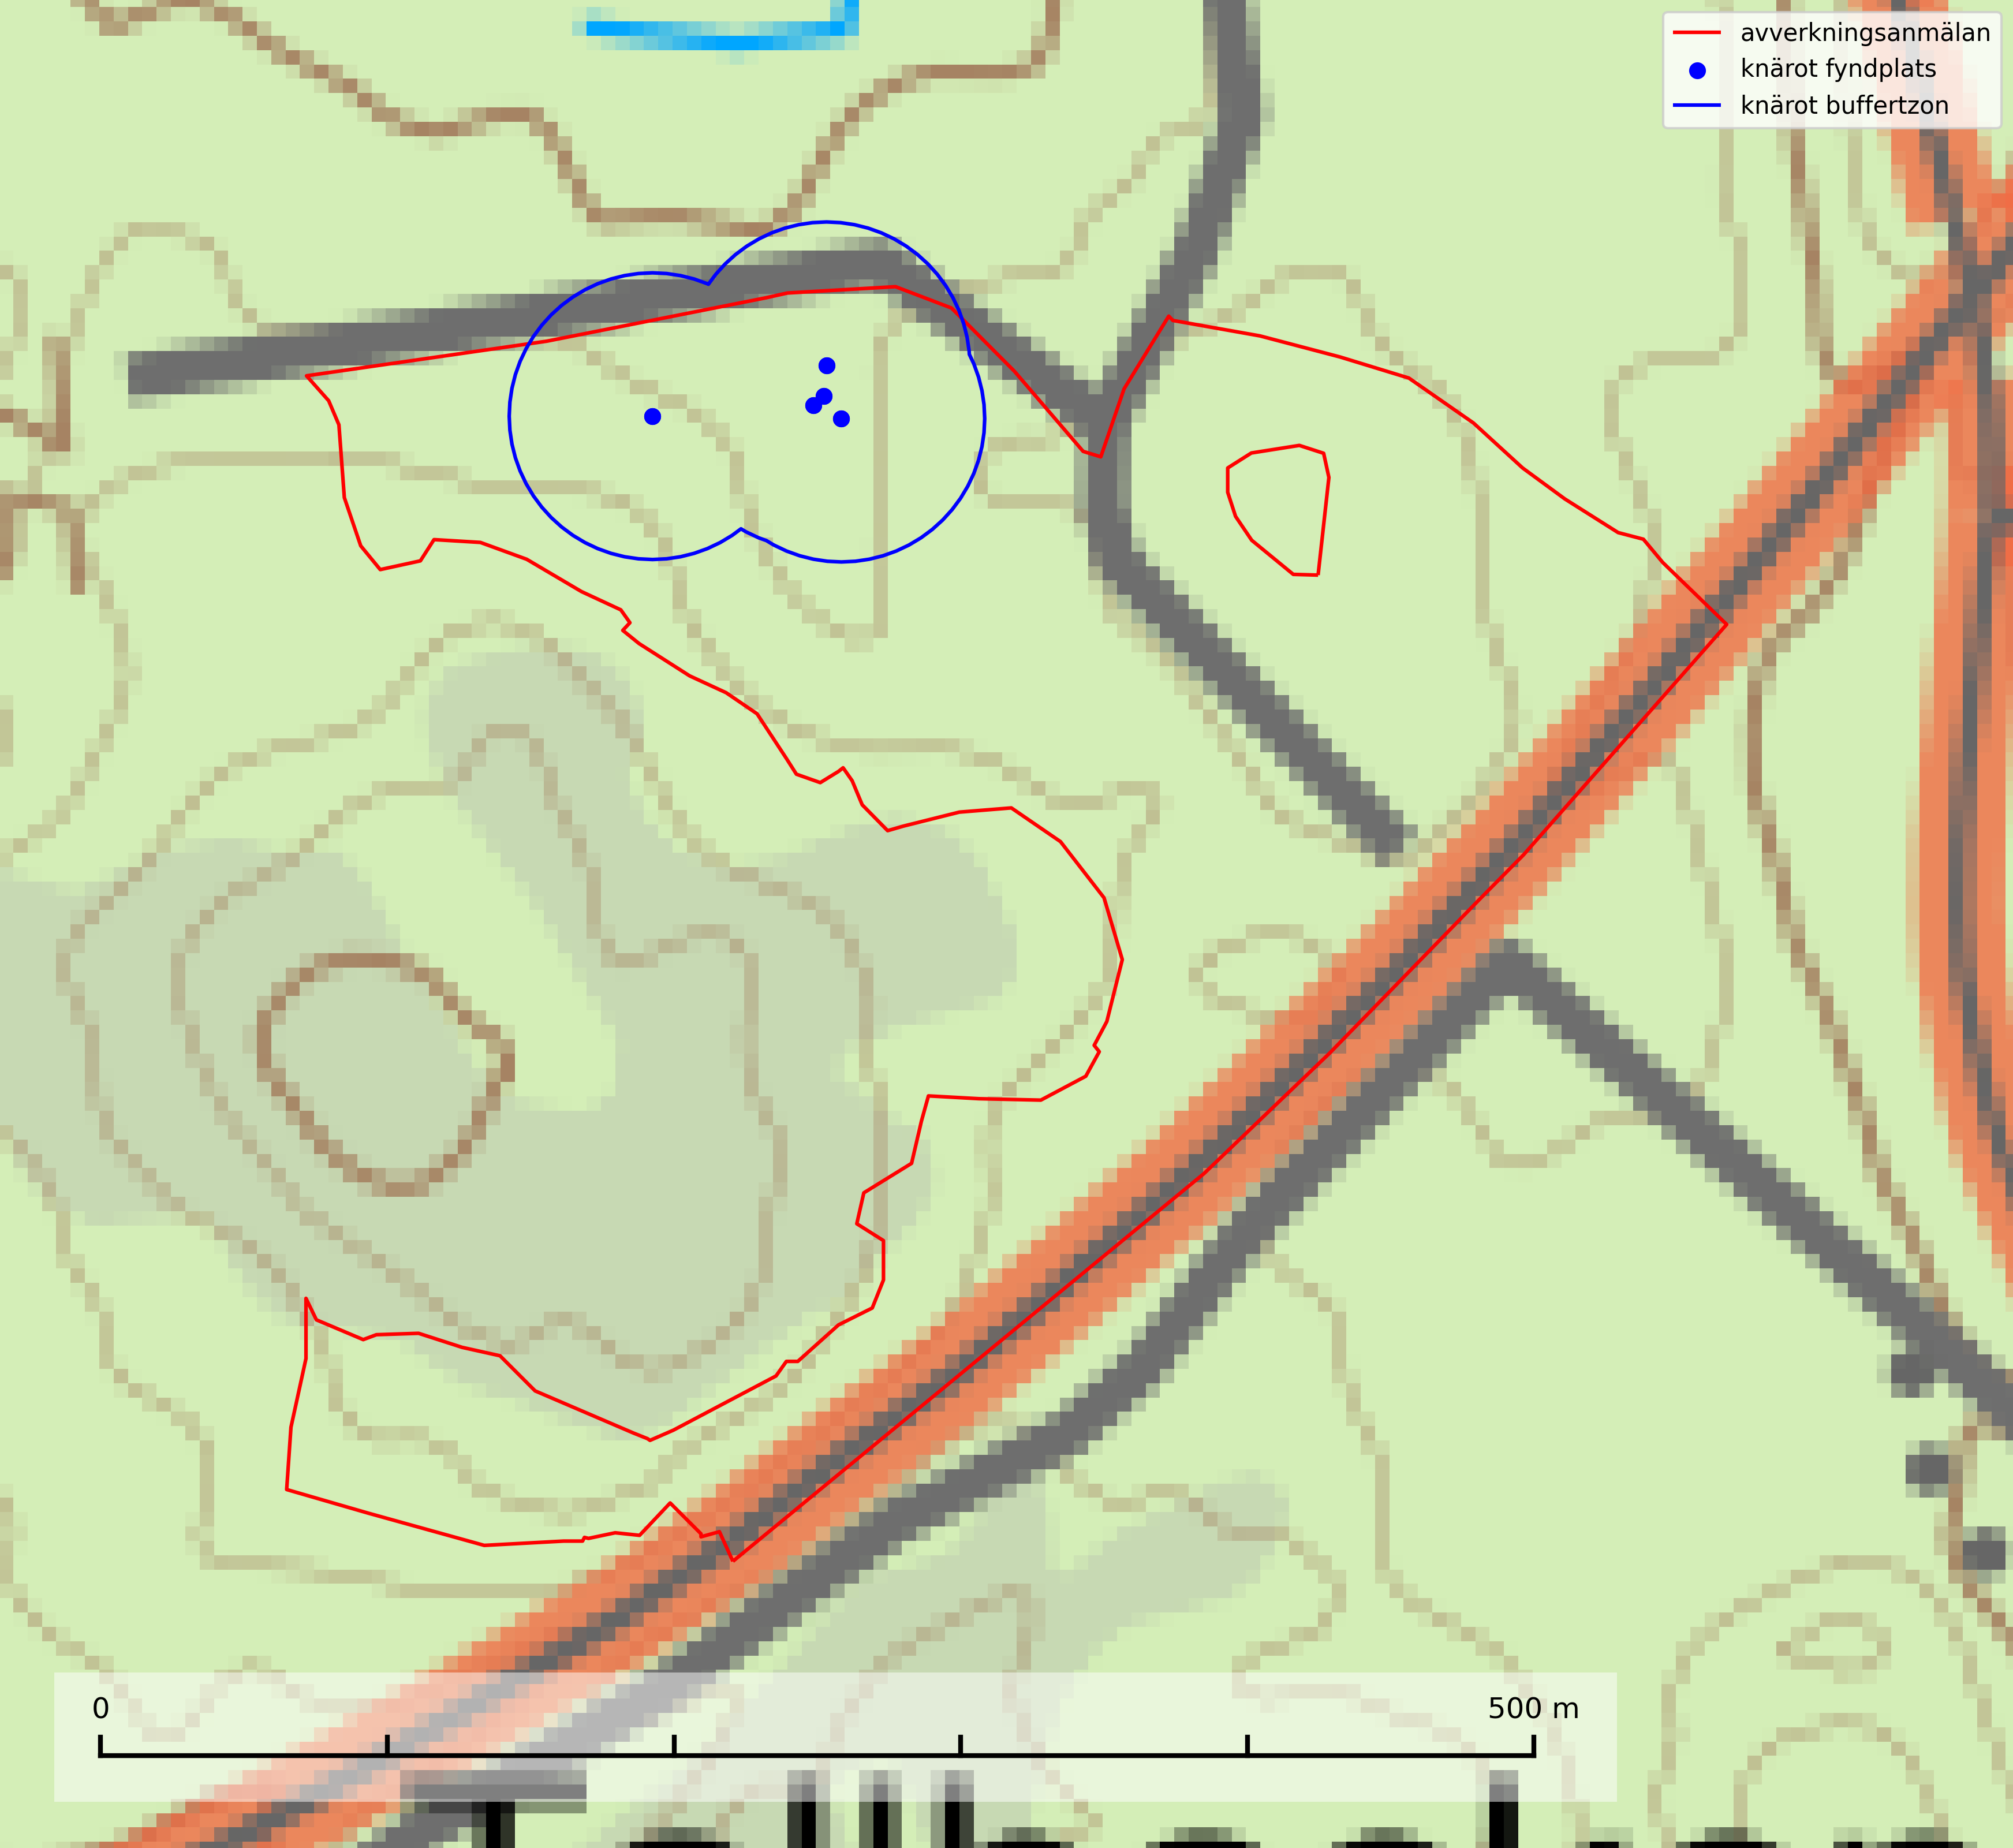 avverkningsanmälan
knärot fyndplats
knärot buffertzon
0 500 m